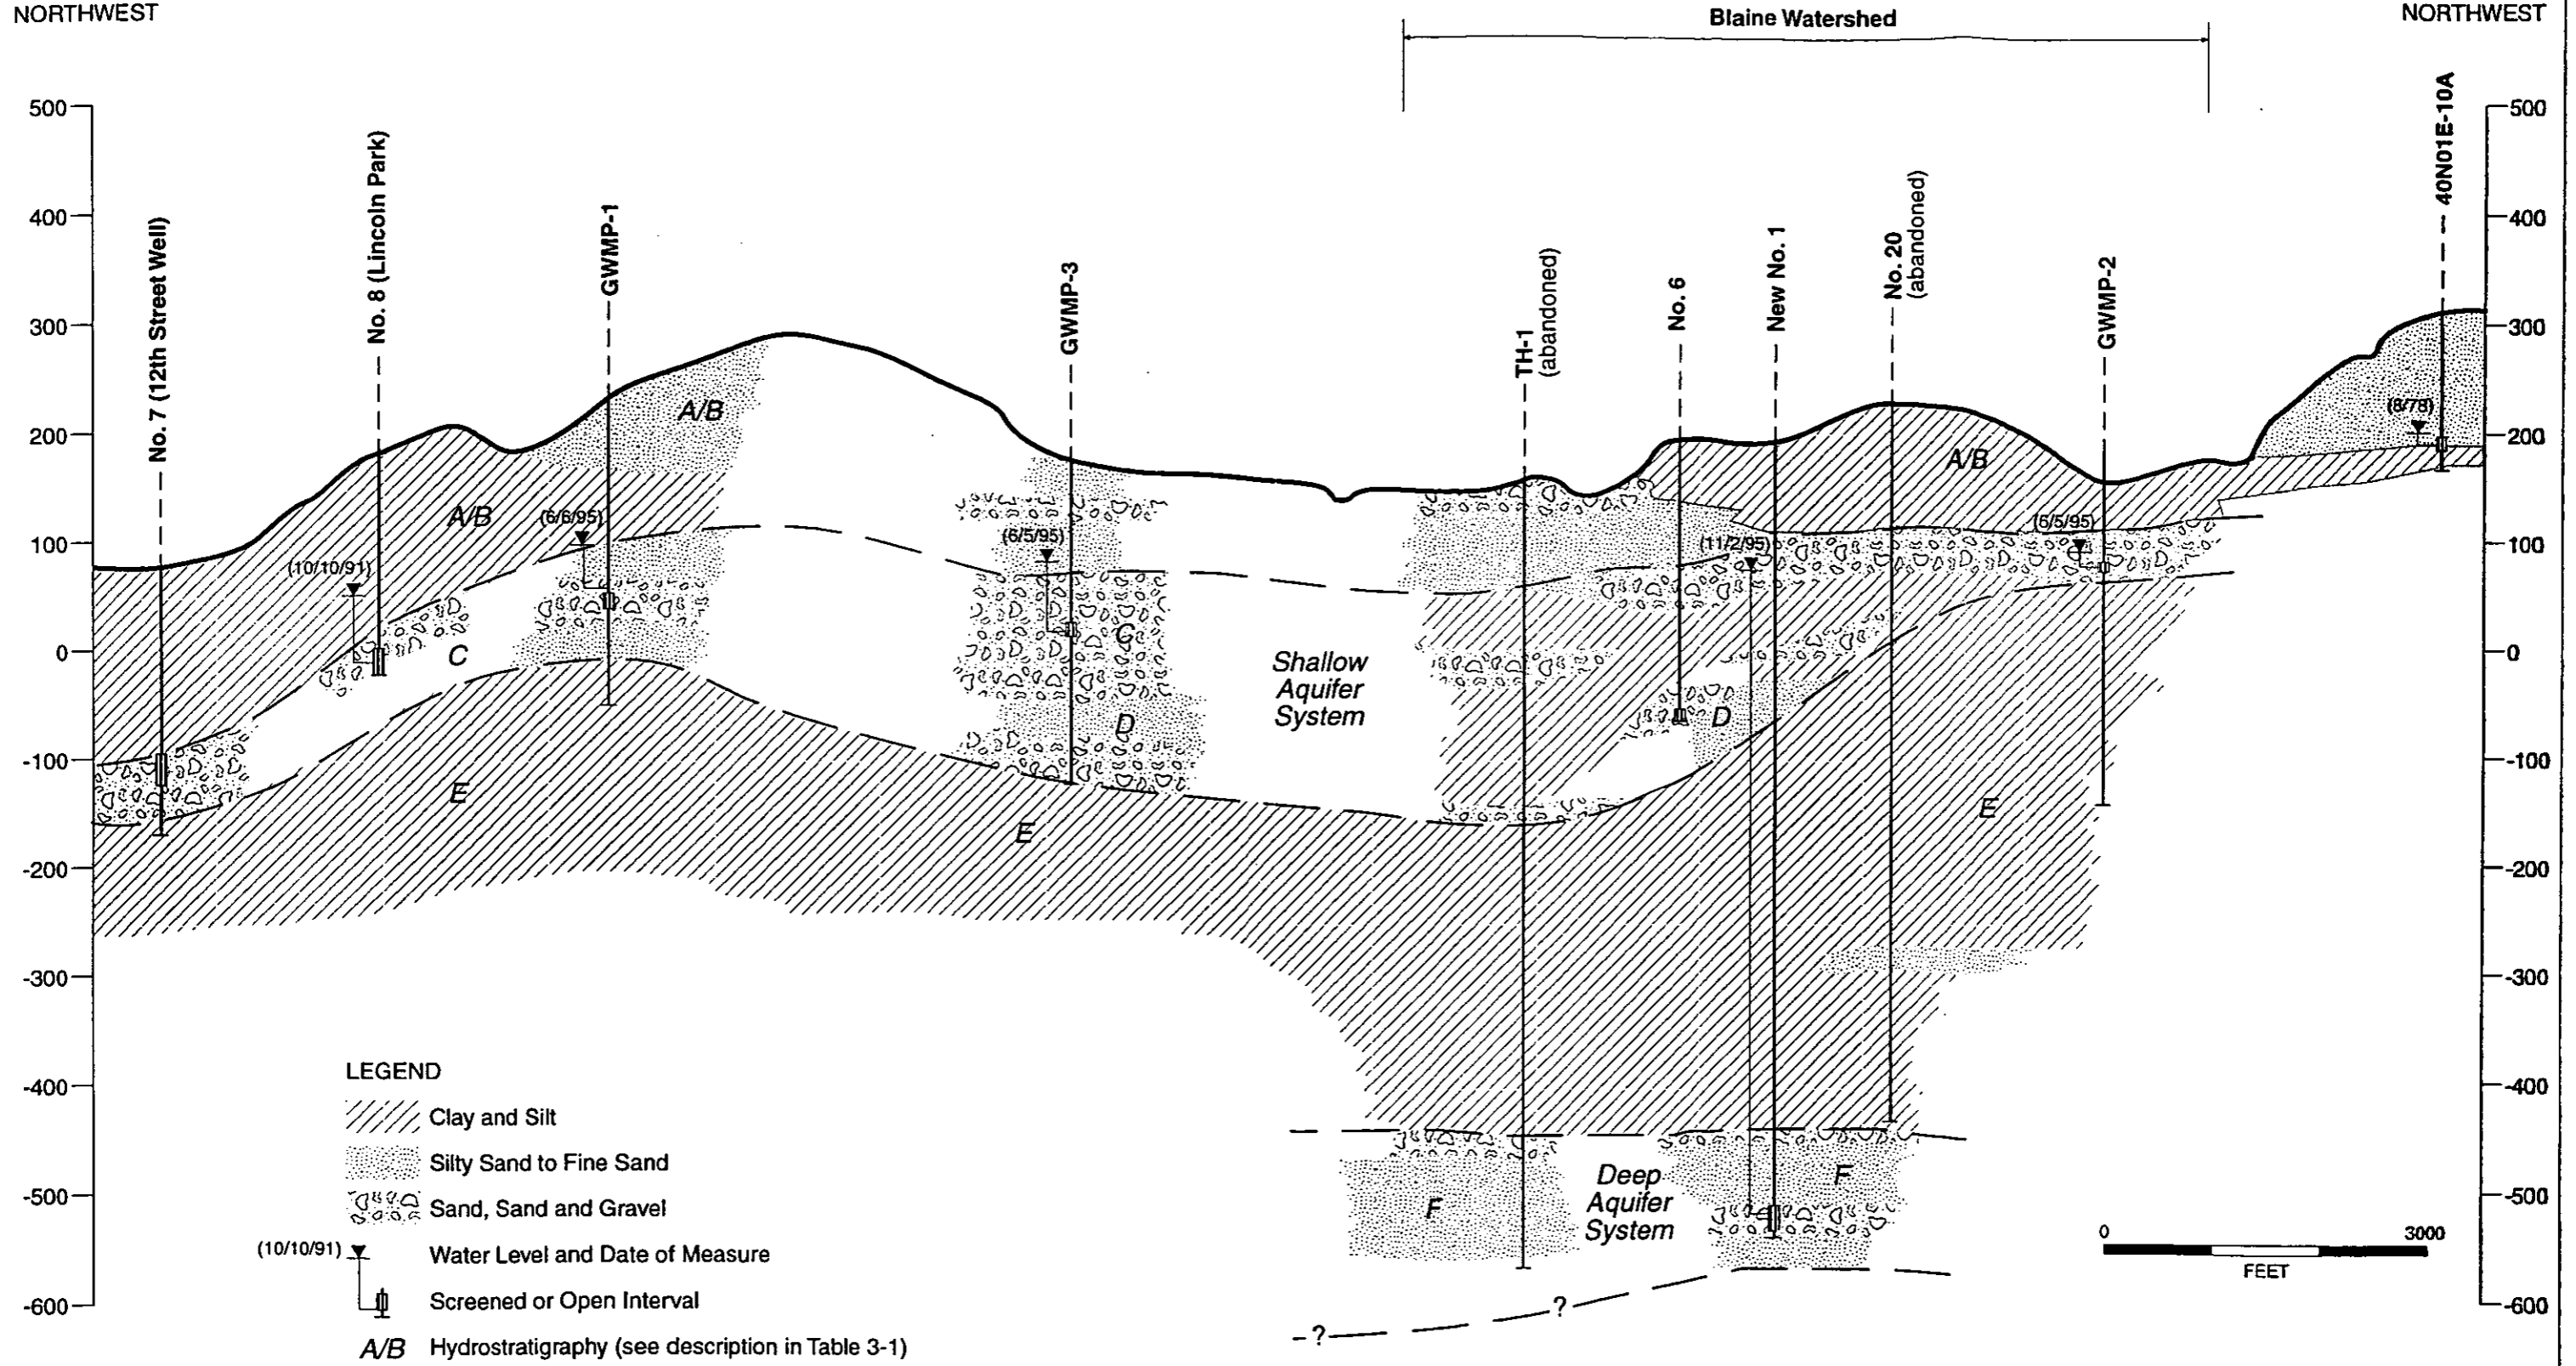 NORTHWEST
Blaine Watershed
NORTHWEST
500
400
300
200
100
0
-100
-200
-300
-400
-500
-600
No. 7 (12th Street Well)
No. 8 (Lincoln Park)
GWMP-1
GWMP-3
TH-1
(abandoned)
No. 6
New No. 1
No. 20
(abandoned)
GWMP-2
40N01E-10A
500
400
300
200
100
0
-100
-200
-300
-400
-500
-600
A/B
A/B
A/B
(10/10/91)
(6/6/95)
(6/5/95)
(11/2/95)
(6/5/95)
(8/78)
C
C
D
D
E
E
E
Shallow
Aquifer
System
F
Deep
Aquifer
System
F
?
?
LEGEND
Clay and Silt
Silty Sand to Fine Sand
Sand, Sand and Gravel
(10/10/91) Water Level and Date of Measure
Screened or Open Interval
A/B Hydrostratigraphy (see description in Table 3-1)
0 3000
FEET